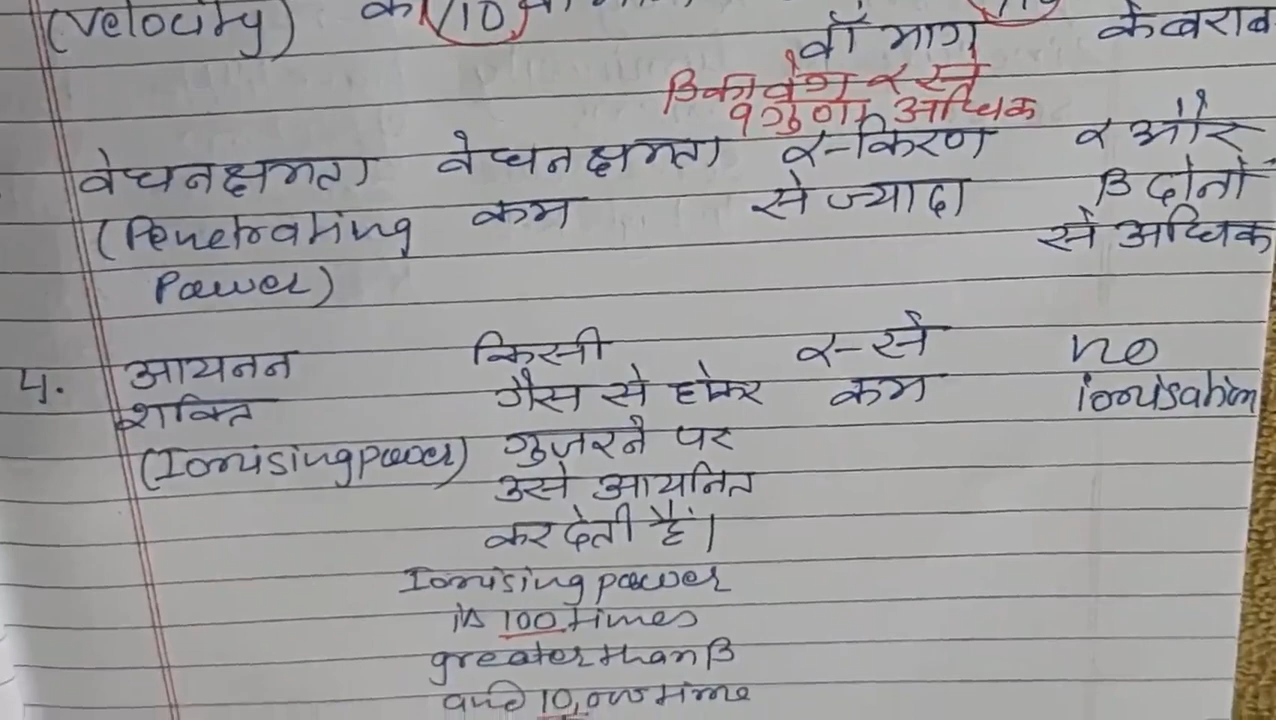 (Velocity) के 1/10
वाँ भाग के बराब
β की वेग α से
9 गुणा अधिक
वेधनक्षमता वेधनक्षमता α-किरण α और
(Penetrating कम से ज्यादा β दोनों
Power) से अधिक
4. आयनन किसी α-से no
शक्ति गैस से होकर कम ionisation
(Ionising power) गुजरने पर
उसे आयनित
कर देती हैं।
Ionising power
is 100 times
greater than β
and 10,000 time